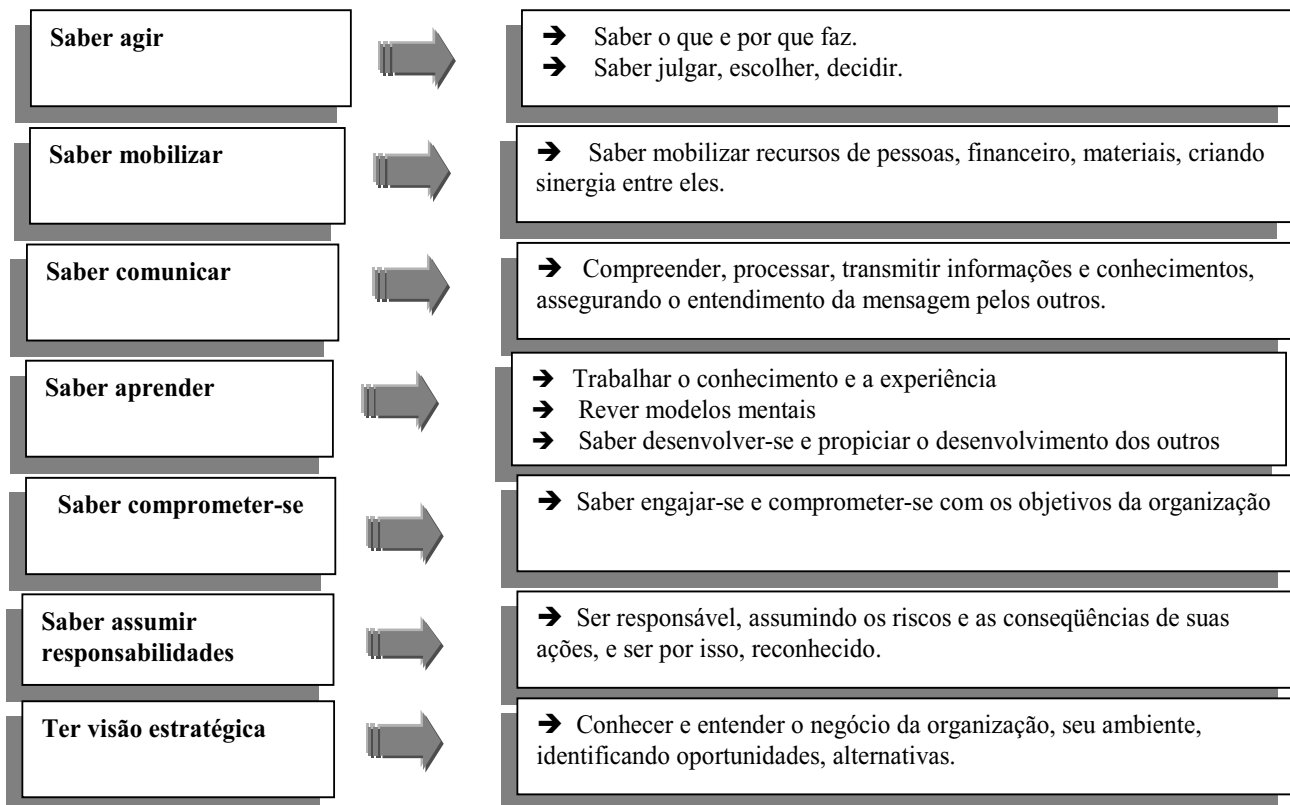 Saber agir
➔ Saber o que e por que faz.
➔ Saber julgar, escolher, decidir.
Saber mobilizar
➔ Saber mobilizar recursos de pessoas, financeiro, materiais, criando
sinergia entre eles.
Saber comunicar
➔ Compreender, processar, transmitir informações e conhecimentos,
assegurando o entendimento da mensagem pelos outros.
Saber aprender
➔ Trabalhar o conhecimento e a experiência
➔ Rever modelos mentais
➔ Saber desenvolver-se e propiciar o desenvolvimento dos outros
Saber comprometer-se
➔ Saber engajar-se e comprometer-se com os objetivos da organização
Saber assumir
responsabilidades
➔ Ser responsável, assumindo os riscos e as conseqüências de suas
ações, e ser por isso, reconhecido.
Ter visão estratégica
➔ Conhecer e entender o negócio da organização, seu ambiente,
identificando oportunidades, alternativas.